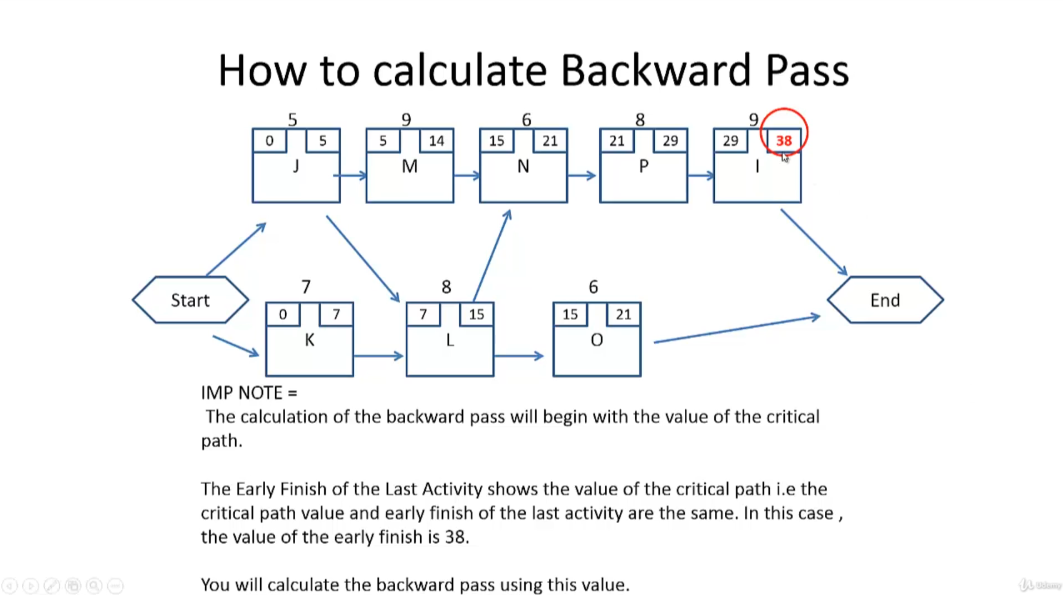 How to calculate Backward Pass
5 9 6 8 9
0 5 5 14 15 21 21 29 29 38
J M N P I
Start End
7 8 6
0 7 7 15 15 21
K L O
IMP NOTE =
The calculation of the backward pass will begin with the value of the critical
path.
The Early Finish of the Last Activity shows the value of the critical path i.e the
critical path value and early finish of the last activity are the same. In this case ,
the value of the early finish is 38.
You will calculate the backward pass using this value.
Udemy